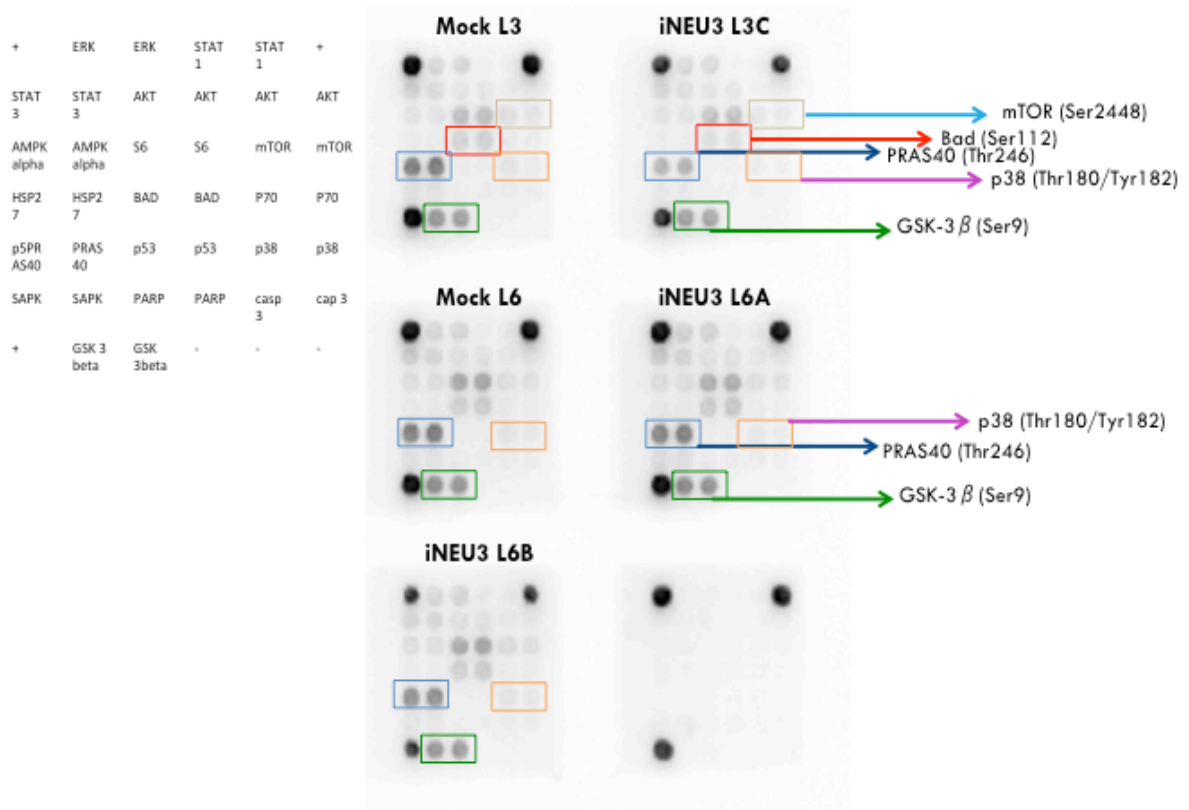 + ERK ERK STAT STAT +
1 1
STAT STAT AKT AKT AKT AKT
3 3
AMPK AMPK S6 S6 mTOR mTOR
alpha alpha
HSP2 HSP2 BAD BAD P70 P70
7 7
p5PR PRAS p53 p53 p38 p38
AS40 40
SAPK SAPK PARP PARP casp cap 3
3
+ GSK 3 GSK - - -
beta 3beta
Mock L3 iNEU3 L3C
mTOR (Ser2448)
Bad (Ser112)
PRAS40 (Thr246)
p38 (Thr180/Tyr182)
GSK-3β (Ser9)
Mock L6 iNEU3 L6A
p38 (Thr180/Tyr182)
PRAS40 (Thr246)
GSK-3β (Ser9)
iNEU3 L6B